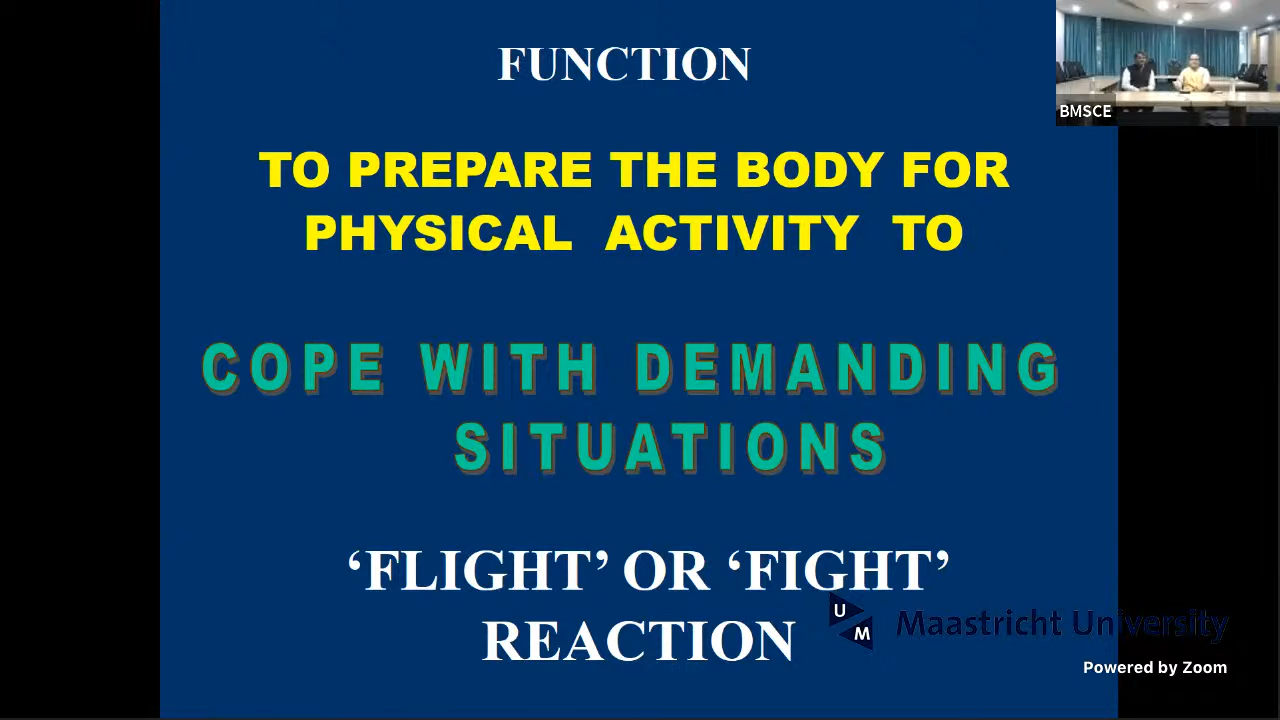 FUNCTION
BMSCE
TO PREPARE THE BODY FOR
PHYSICAL ACTIVITY TO
COPE WITH DEMANDING
SITUATIONS
‘FLIGHT’ OR ‘FIGHT’
REACTION
UM Maastricht University
Powered by Zoom